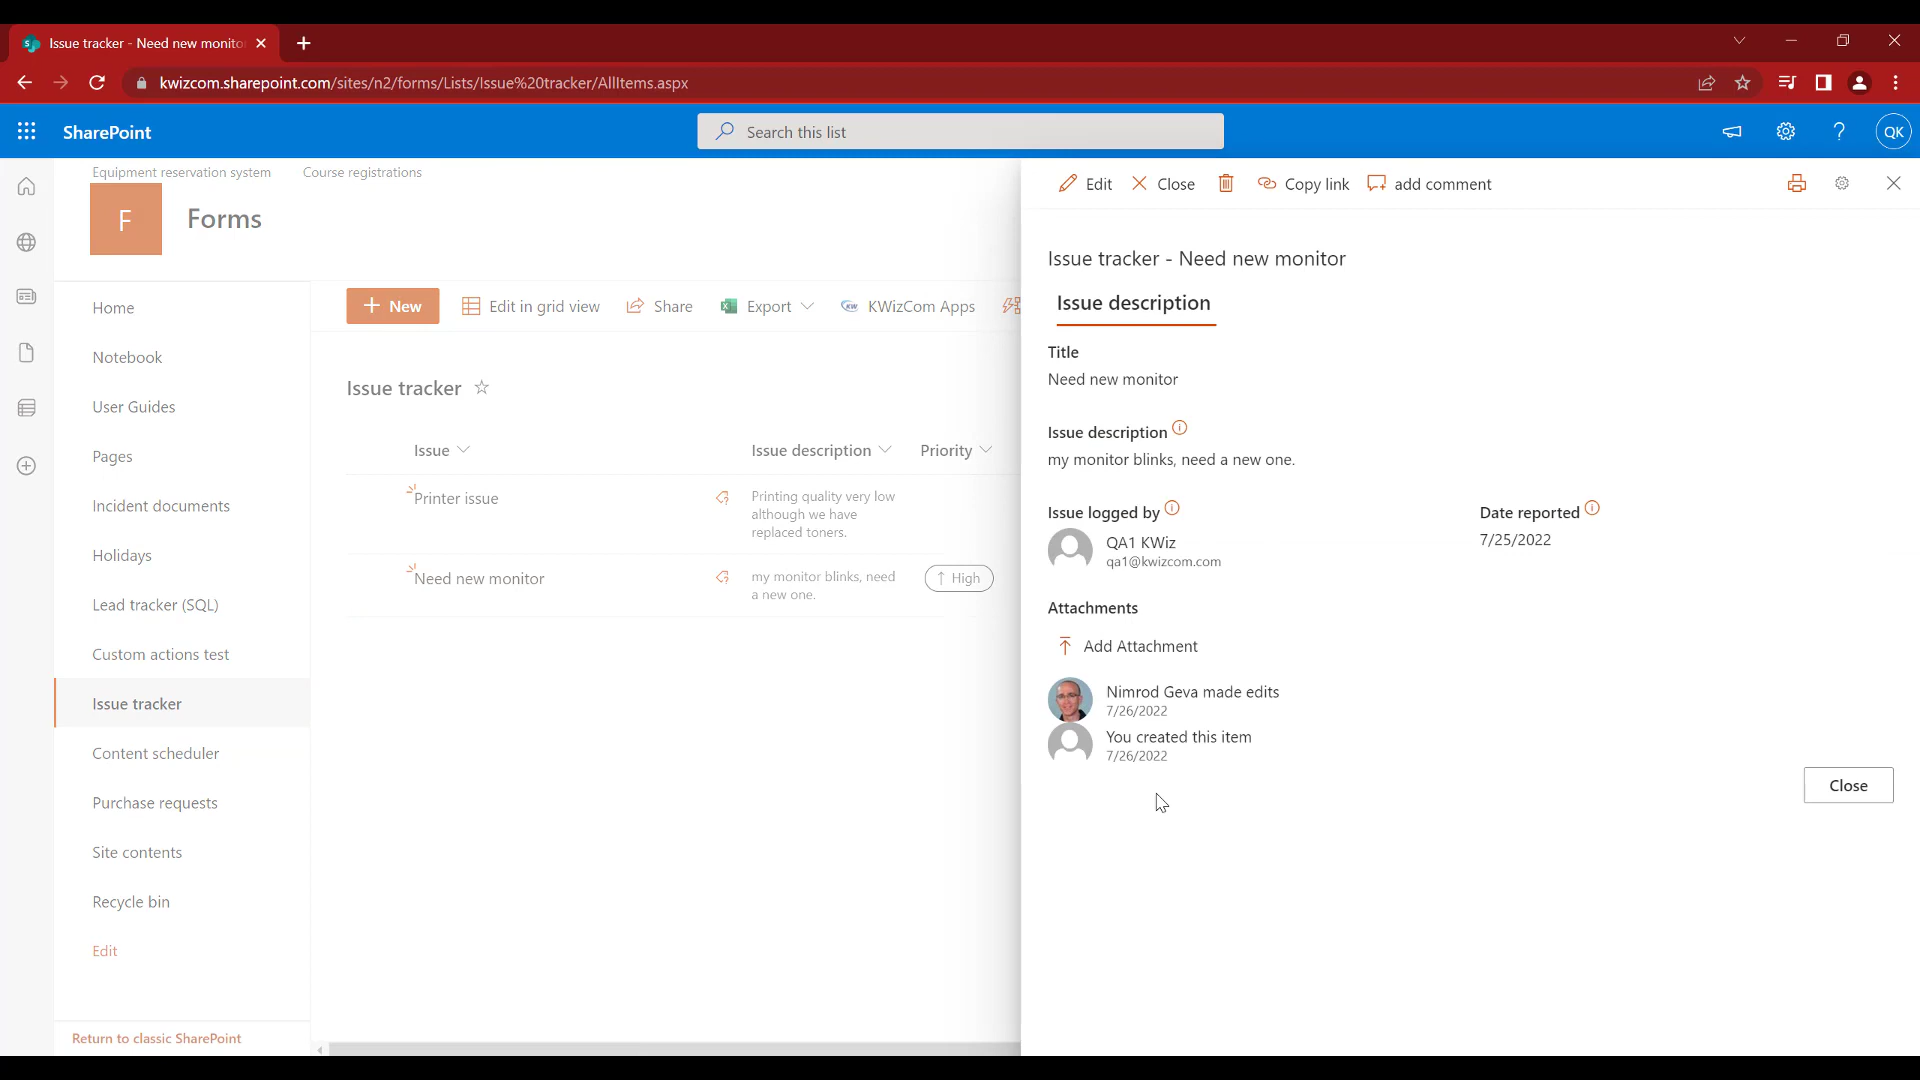 Issue tracker - Need new monito
kwizcom.sharepoint.com/sites/n2/forms/Lists/Issue%20tracker/AllItems.aspx
SharePoint
Search this list
QK
Equipment reservation system
Course registrations
F
Forms
Home
Notebook
User Guides
Pages
Incident documents
Holidays
Lead tracker (SQL)
Custom actions test
Issue tracker
Content scheduler
Purchase requests
Site contents
Recycle bin
Edit
Return to classic SharePoint
New
Edit in grid view
Share
Export
KWizCom Apps
Issue tracker
Issue
Issue description
Priority
Printer issue
Printing quality very low
although we have
replaced toners.
Need new monitor
my monitor blinks, need
a new one.
High
Edit
Close
Copy link
add comment
Issue tracker - Need new monitor
Issue description
Title
Need new monitor
Issue description
my monitor blinks, need a new one.
Issue logged by
QA1 KWiz
qa1@kwizcom.com
Date reported
7/25/2022
Attachments
Add Attachment
Nimrod Geva made edits
7/26/2022
You created this item
7/26/2022
Close